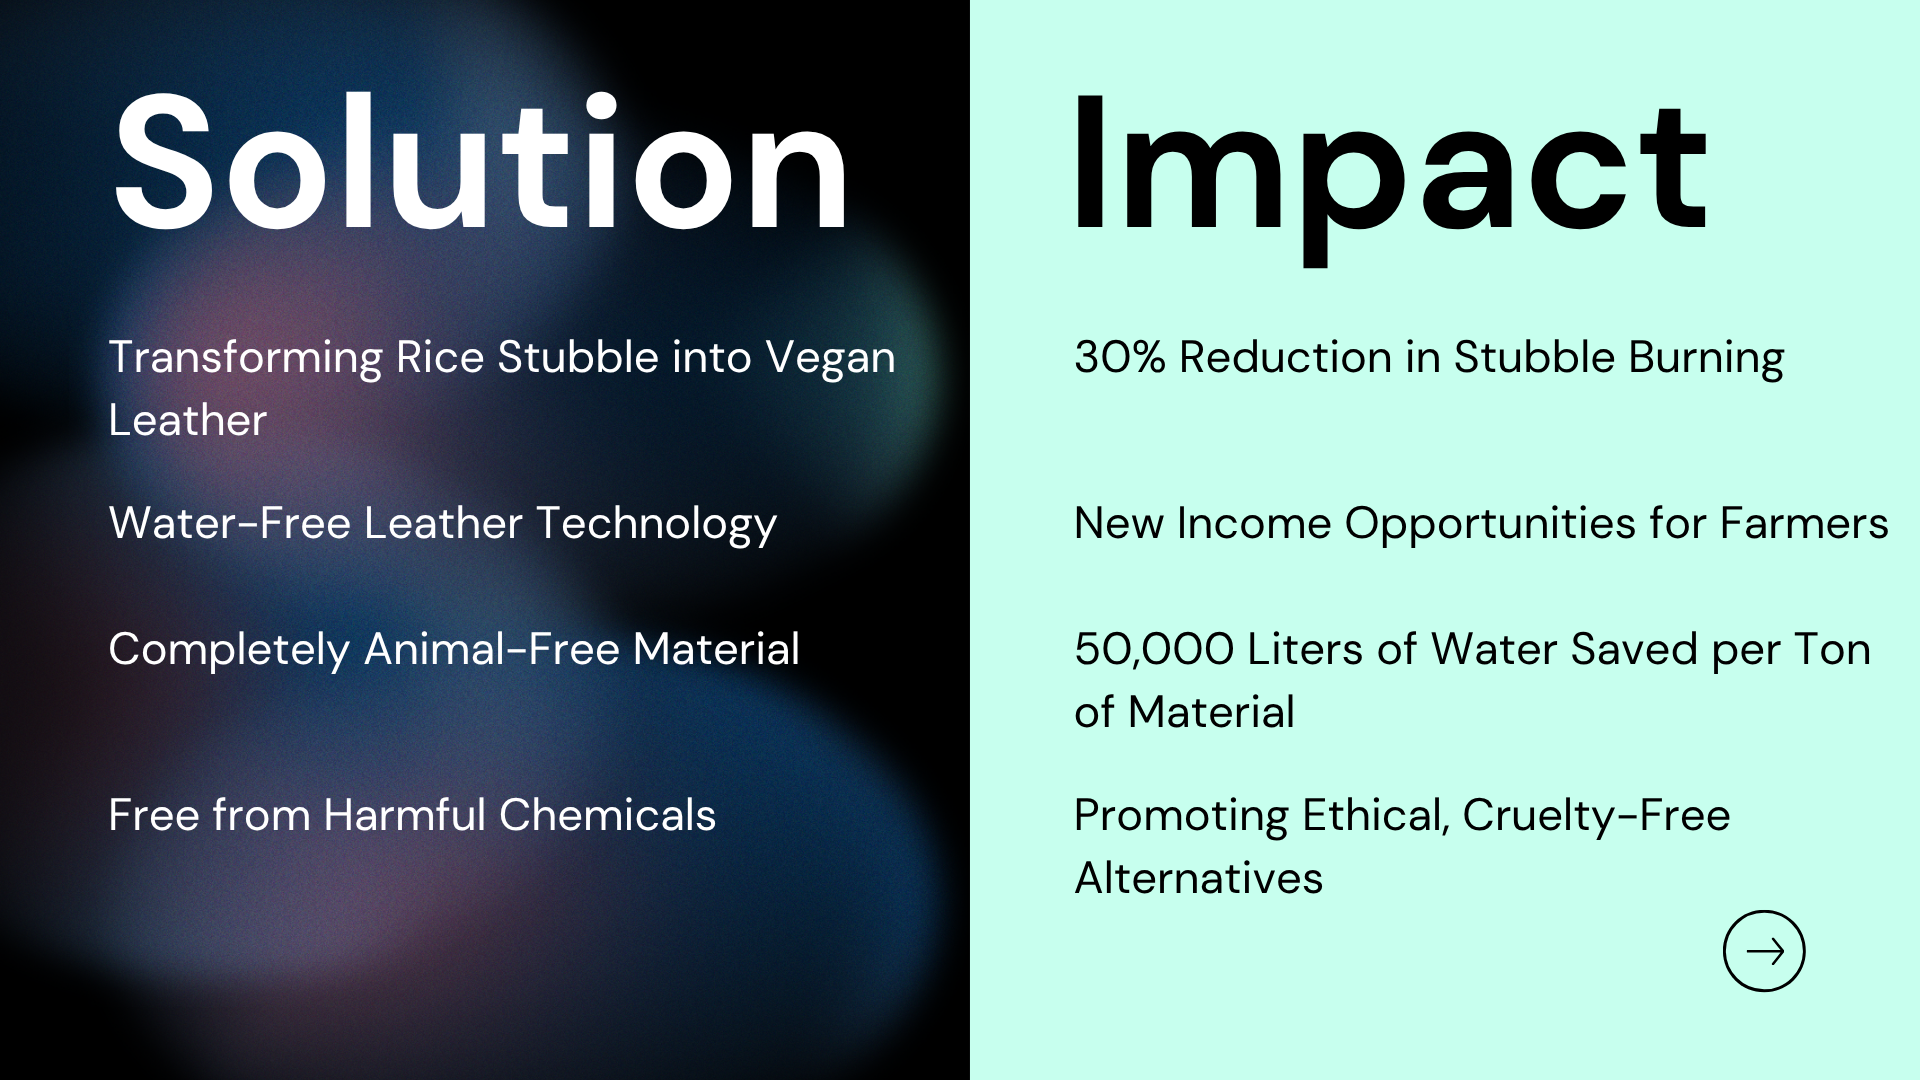 Solution
Transforming Rice Stubble into Vegan
Leather
Water-Free Leather Technology
Completely Animal-Free Material
Free from Harmful Chemicals
Impact
30% Reduction in Stubble Burning
New Income Opportunities for Farmers
50,000 Liters of Water Saved per Ton
of Material
Promoting Ethical, Cruelty-Free
Alternatives